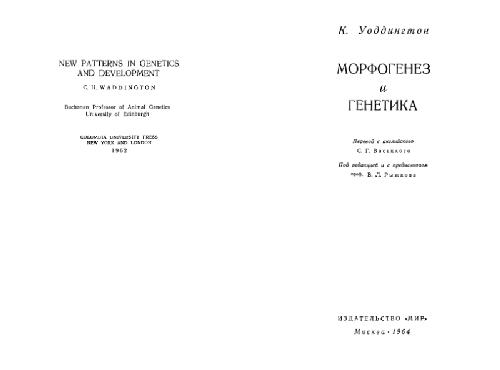 NEW PATTERNS IN GENETICS
AND DEVELOPMENT
C. H. WADDINGTON
Buchanan Professor of Animal Genetics
University of Edinburgh
COLUMBIA UNIVERSITY PRESS
NEW YORK AND LONDON
1962
К. Уоддингтон
МОРФОГЕНЕЗ
и
ГЕНЕТИКА
Перевод с английского
С. Г. Васецкого
Под редакцией и с предисловием
проф. В. Л. Рыжкова
ИЗДАТЕЛЬСТВО «МИР»
Москва • 1964